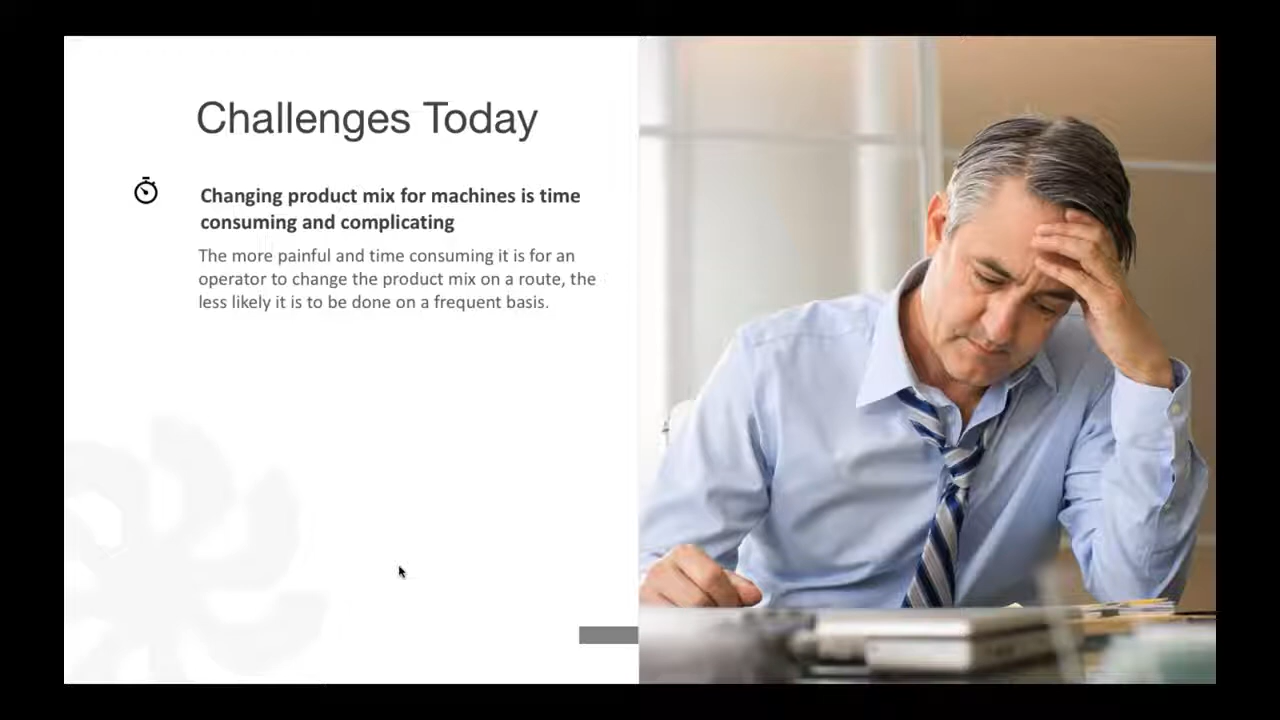 Challenges Today
Changing product mix for machines is time
consuming and complicating
The more painful and time consuming it is for an
operator to change the product mix on a route, the
less likely it is to be done on a frequent basis.